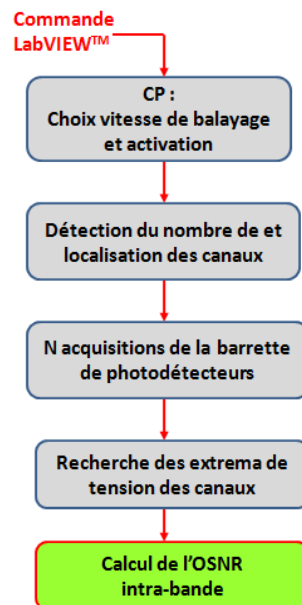 Commande
LabVIEW™
CP :
Choix vitesse de balayage
et activation
Détection du nombre de et
localisation des canaux
N acquisitions de la barrette
de photodétecteurs
Recherche des extrema de
tension des canaux
Calcul de l'OSNR
intra-bande